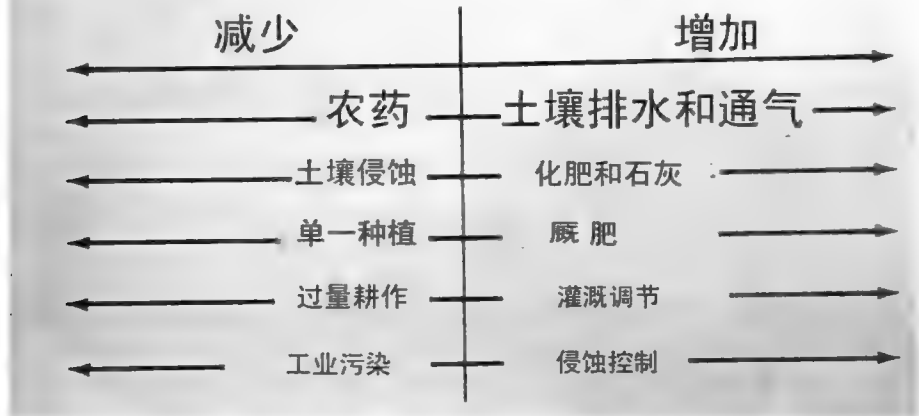 减少 增加
农药 土壤排水和通气
土壤侵蚀 化肥和石灰
单一种植 厩肥
过量耕作 灌溉调节
工业污染 侵蚀控制